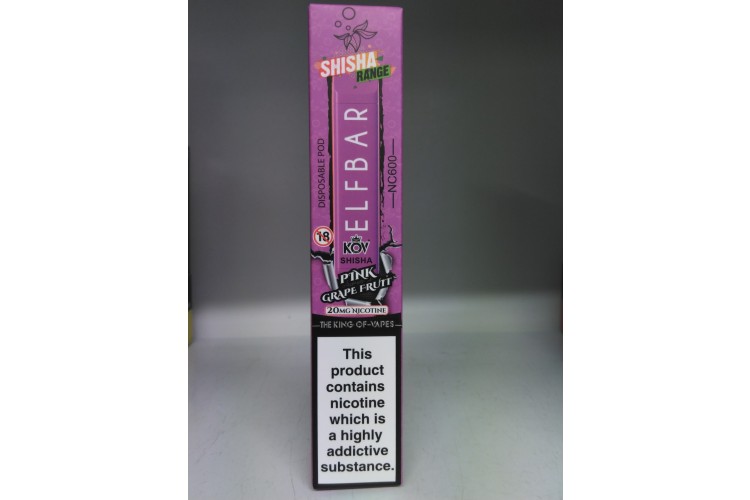 SHISHA
RANGE
DISPOSABLE POD
ELFBAR
NC600
18
KOV
SHISHA
PINK
GRAPE FRUIT
20MG NICOTINE
THE KING OF VAPES
This
product
contains
nicotine
which is
a highly
addictive
substance.